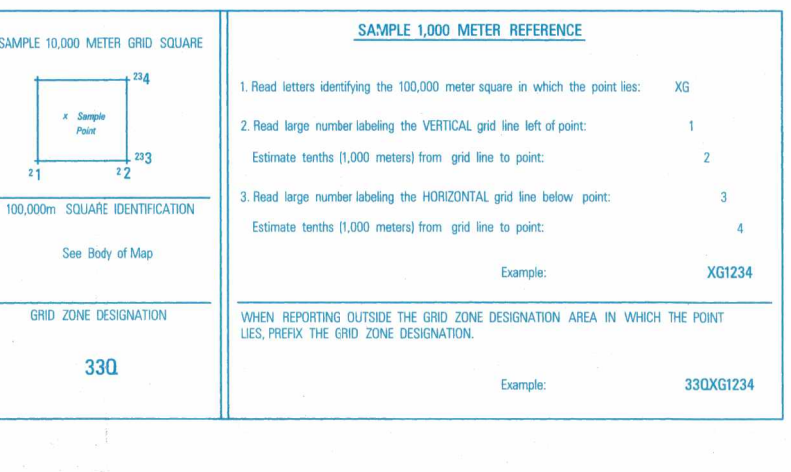 SAMPLE 10,000 METER GRID SQUARE
234
x Sample
Point
233
21 22
100,000m SQUARE IDENTIFICATION
See Body of Map
GRID ZONE DESIGNATION
33Q
SAMPLE 1,000 METER REFERENCE
1. Read letters identifying the 100,000 meter square in which the point lies: XG
2. Read large number labeling the VERTICAL grid line left of point: 1
Estimate tenths (1,000 meters) from grid line to point: 2
3. Read large number labeling the HORIZONTAL grid line below point: 3
Estimate tenths (1,000 meters) from grid line to point: 4
Example: XG1234
WHEN REPORTING OUTSIDE THE GRID ZONE DESIGNATION AREA IN WHICH THE POINT
LIES, PREFIX THE GRID ZONE DESIGNATION.
Example: 33QXG1234